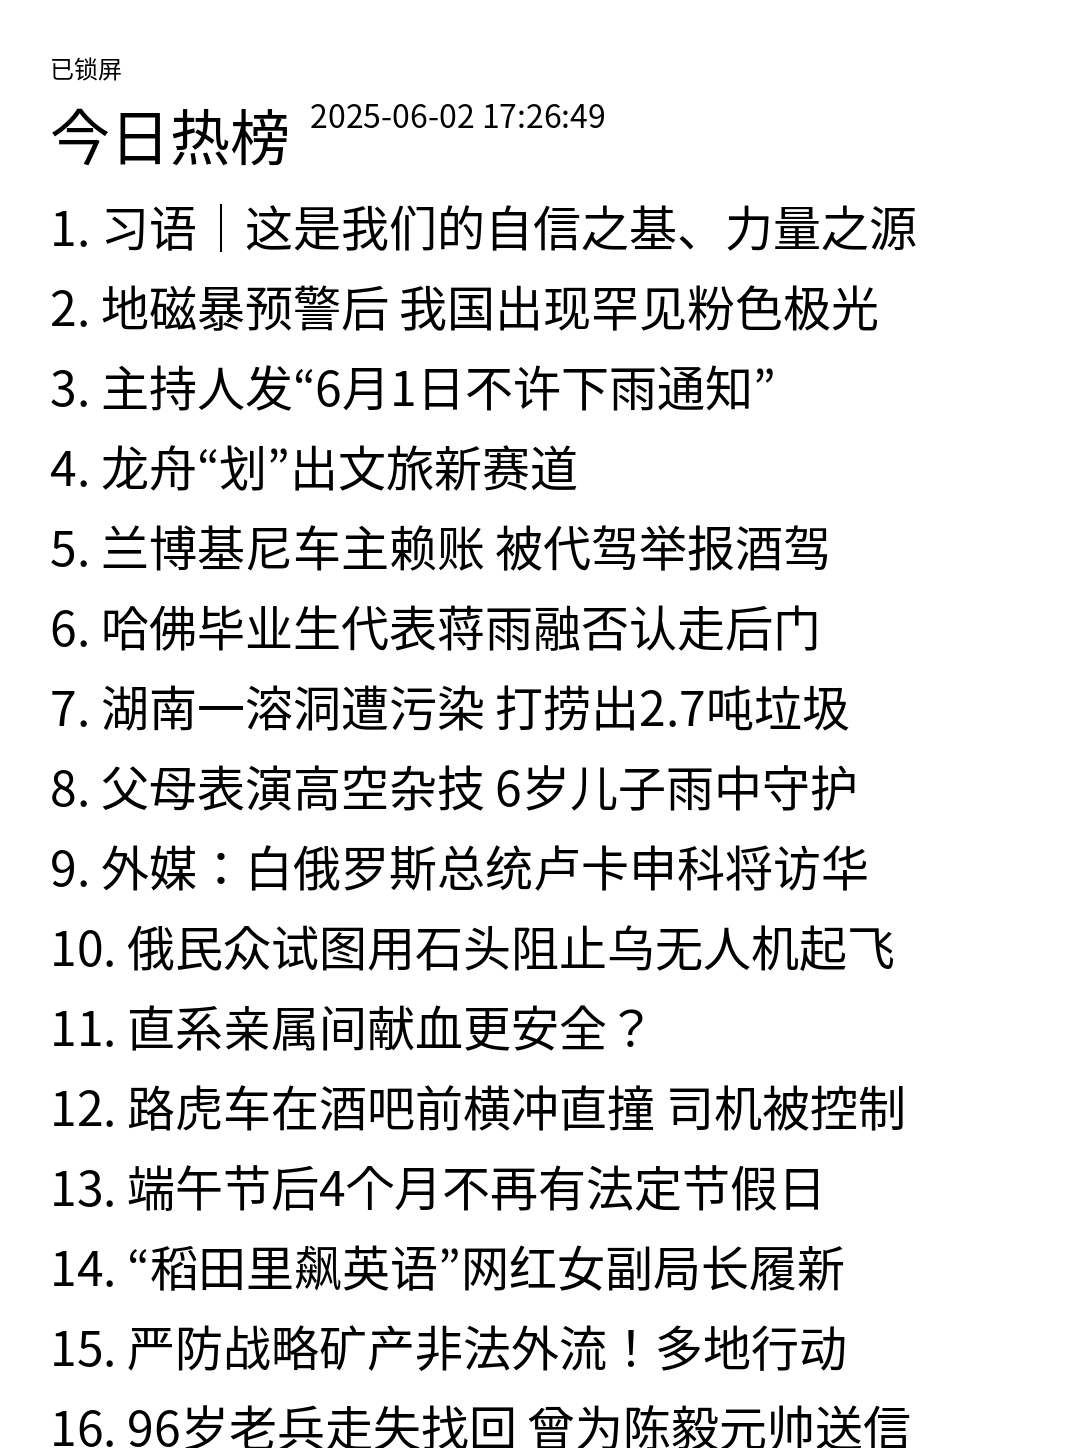 已锁屏
今日热榜 2025-06-02 17:26:49
1. 习语｜这是我们的自信之基、力量之源
2. 地磁暴预警后 我国出现罕见粉色极光
3. 主持人发“6月1日不许下雨通知”
4. 龙舟“划”出文旅新赛道
5. 兰博基尼车主赖账 被代驾举报酒驾
6. 哈佛毕业生代表蒋雨融否认走后门
7. 湖南一溶洞遭污染 打捞出2.7吨垃圾
8. 父母表演高空杂技 6岁儿子雨中守护
9. 外媒：白俄罗斯总统卢卡申科将访华
10. 俄民众试图用石头阻止乌无人机起飞
11. 直系亲属间献血更安全？
12. 路虎车在酒吧前横冲直撞 司机被控制
13. 端午节后4个月不再有法定节假日
14. “稻田里飙英语”网红女副局长履新
15. 严防战略矿产非法外流！多地行动
16. 96岁老兵走失找回 曾为陈毅元帅送信